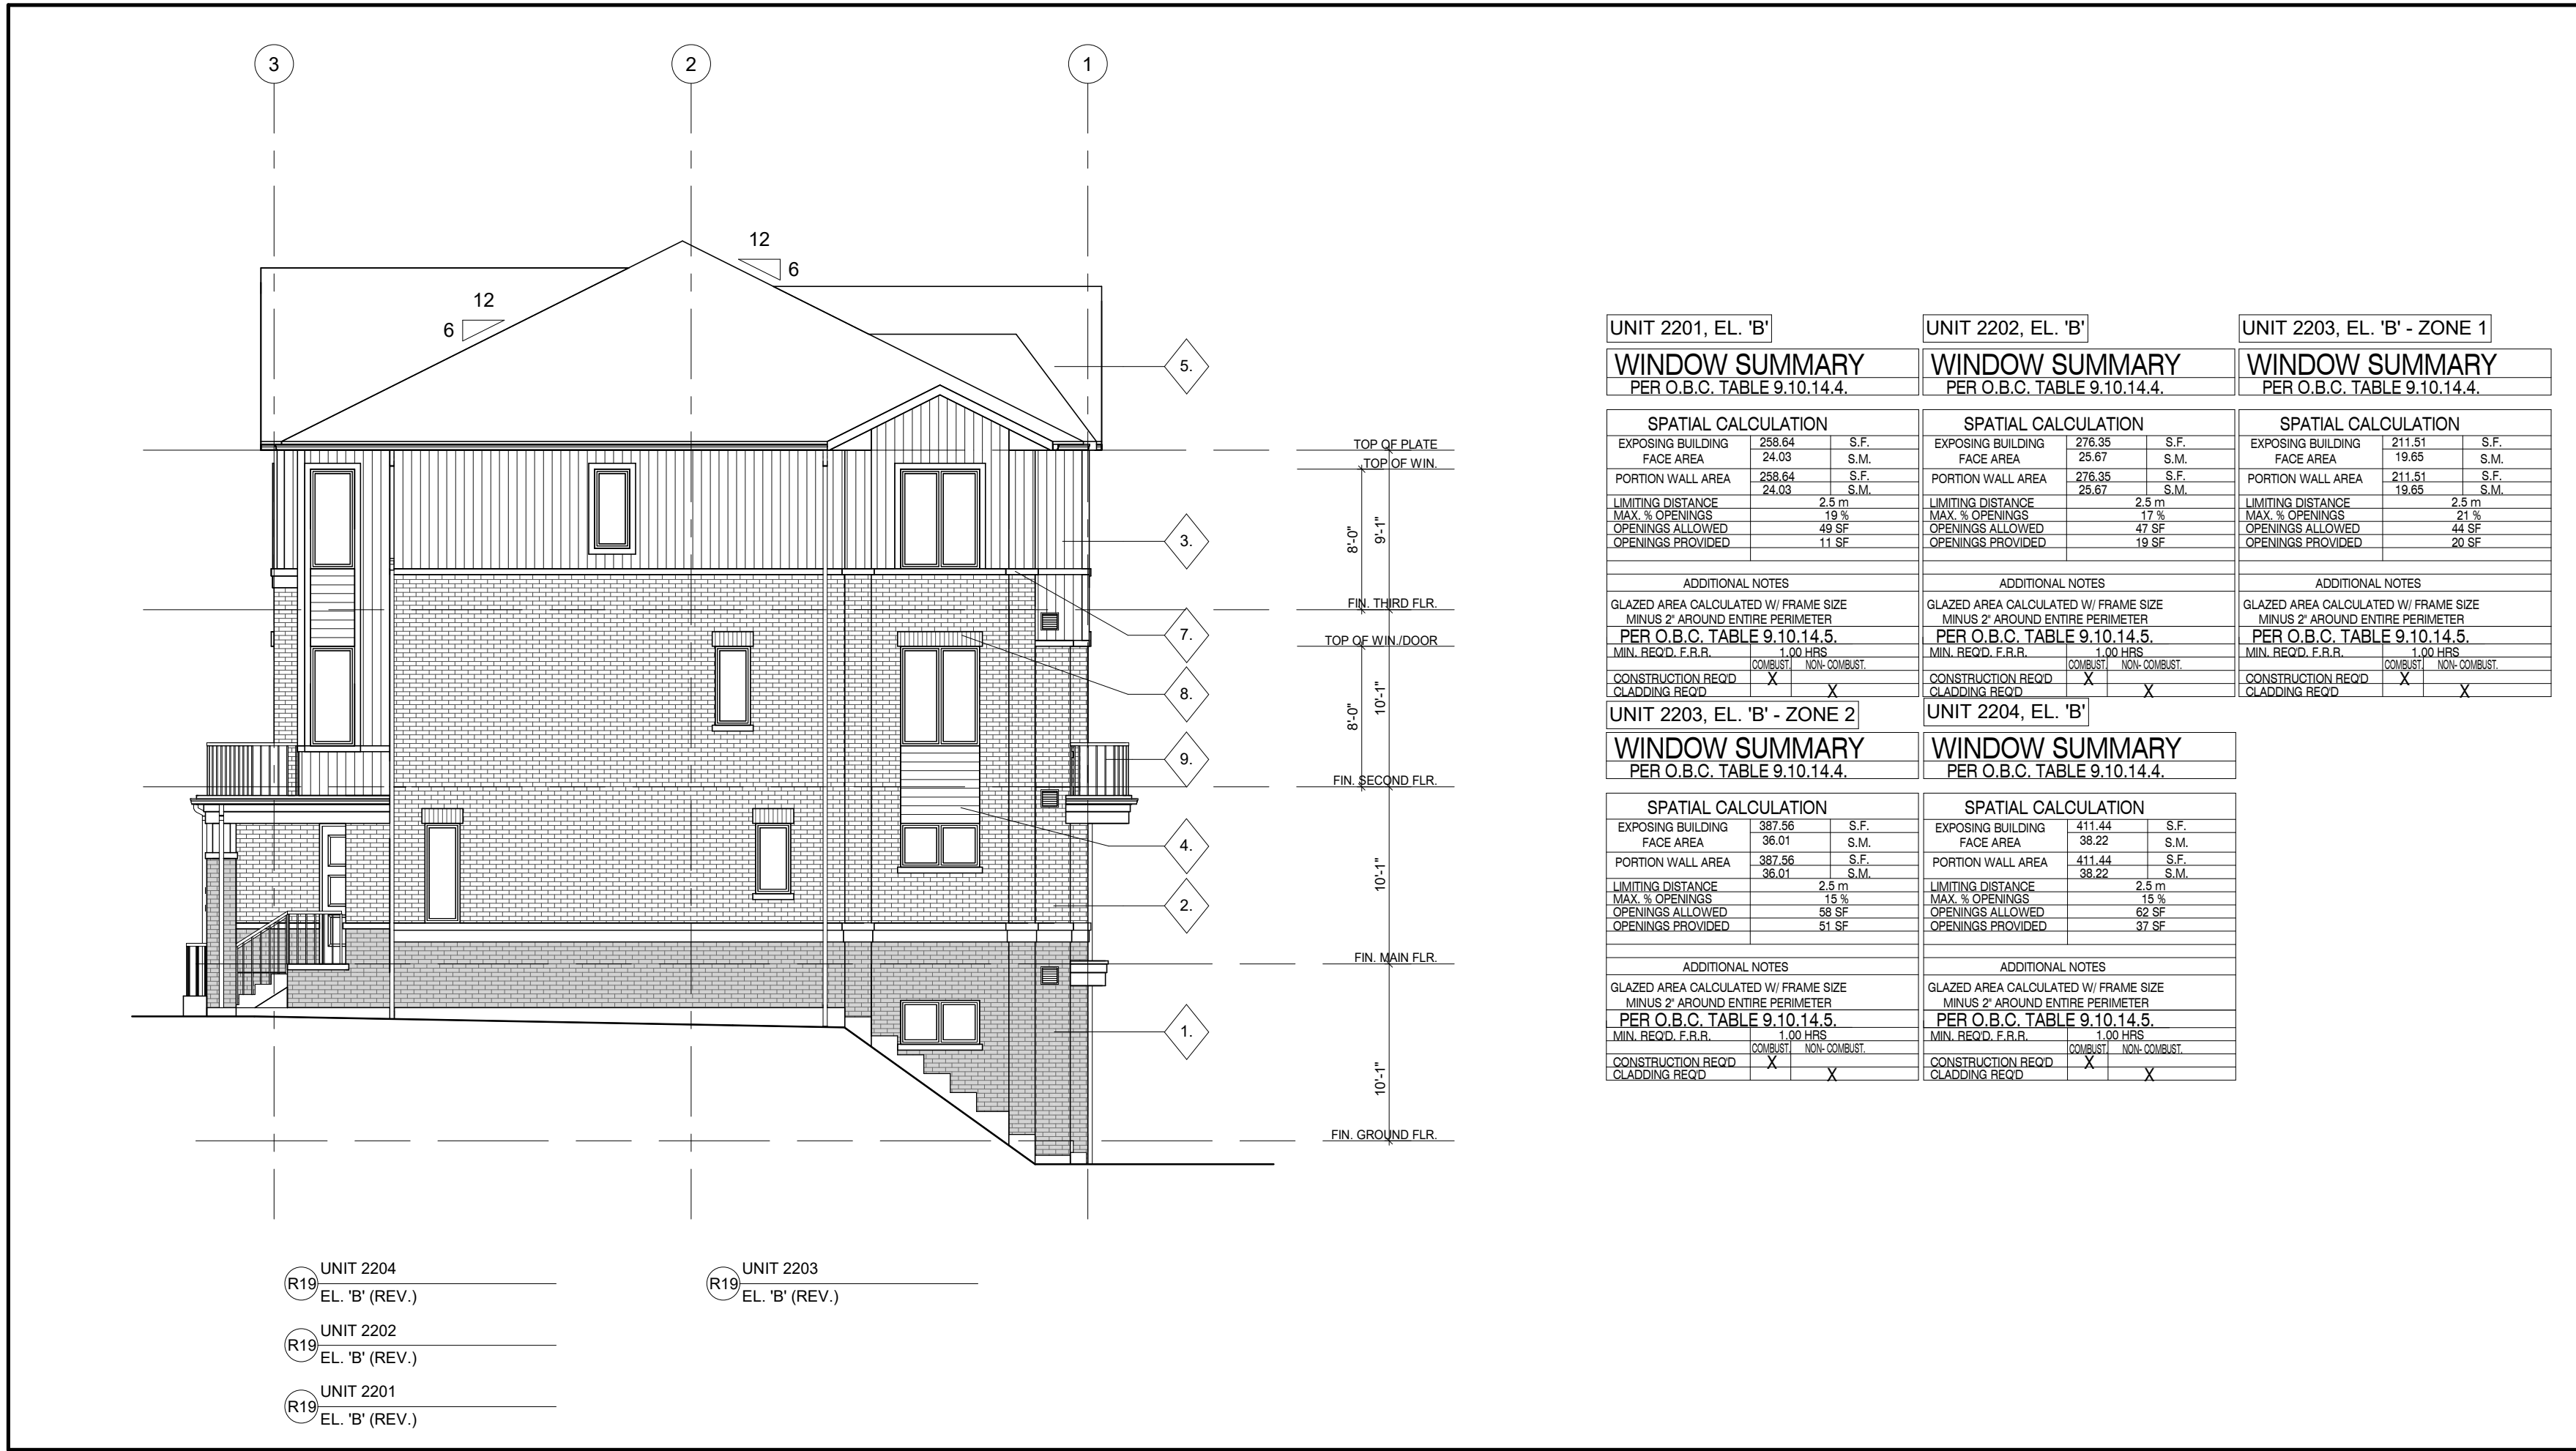 3
2
1
12
6
12
6
5.
TOP OF PLATE
TOP OF WIN.
3.
8'-0"
9'-1"
FIN. THIRD FLR.
7.
TOP OF WIN./DOOR
8.
8'-0"
10'-1"
9.
FIN. SECOND FLR.
4.
10'-1"
2.
FIN. MAIN FLR.
1.
10'-1"
FIN. GROUND FLR.
R19 UNIT 2204
EL. 'B' (REV.)
R19 UNIT 2203
EL. 'B' (REV.)
R19 UNIT 2202
EL. 'B' (REV.)
R19 UNIT 2201
EL. 'B' (REV.)
UNIT 2201, EL. 'B'
WINDOW SUMMARY
PER O.B.C. TABLE 9.10.14.4.
SPATIAL CALCULATION
EXPOSING BUILDING 258.64 S.F.
FACE AREA 24.03 S.M.
PORTION WALL AREA 258.64 S.F.
24.03 S.M.
LIMITING DISTANCE 2.5 m
MAX. % OPENINGS 19 %
OPENINGS ALLOWED 49 SF
OPENINGS PROVIDED 11 SF
ADDITIONAL NOTES
GLAZED AREA CALCULATED W/ FRAME SIZE
MINUS 2" AROUND ENTIRE PERIMETER
PER O.B.C. TABLE 9.10.14.5.
MIN. REQ'D. F.R.R. 1.00 HRS
COMBUST. NON- COMBUST.
CONSTRUCTION REQ'D X
CLADDING REQ'D X
UNIT 2202, EL. 'B'
WINDOW SUMMARY
PER O.B.C. TABLE 9.10.14.4.
SPATIAL CALCULATION
EXPOSING BUILDING 276.35 S.F.
FACE AREA 25.67 S.M.
PORTION WALL AREA 276.35 S.F.
25.67 S.M.
LIMITING DISTANCE 2.5 m
MAX. % OPENINGS 17 %
OPENINGS ALLOWED 47 SF
OPENINGS PROVIDED 19 SF
ADDITIONAL NOTES
GLAZED AREA CALCULATED W/ FRAME SIZE
MINUS 2" AROUND ENTIRE PERIMETER
PER O.B.C. TABLE 9.10.14.5.
MIN. REQ'D. F.R.R. 1.00 HRS
COMBUST. NON- COMBUST.
CONSTRUCTION REQ'D X
CLADDING REQ'D X
UNIT 2203, EL. 'B' - ZONE 1
WINDOW SUMMARY
PER O.B.C. TABLE 9.10.14.4.
SPATIAL CALCULATION
EXPOSING BUILDING 211.51 S.F.
FACE AREA 19.65 S.M.
PORTION WALL AREA 211.51 S.F.
19.65 S.M.
LIMITING DISTANCE 2.5 m
MAX. % OPENINGS 21 %
OPENINGS ALLOWED 44 SF
OPENINGS PROVIDED 20 SF
ADDITIONAL NOTES
GLAZED AREA CALCULATED W/ FRAME SIZE
MINUS 2" AROUND ENTIRE PERIMETER
PER O.B.C. TABLE 9.10.14.5.
MIN. REQ'D. F.R.R. 1.00 HRS
COMBUST. NON- COMBUST.
CONSTRUCTION REQ'D X
CLADDING REQ'D X
UNIT 2203, EL. 'B' - ZONE 2
WINDOW SUMMARY
PER O.B.C. TABLE 9.10.14.4.
SPATIAL CALCULATION
EXPOSING BUILDING 387.56 S.F.
FACE AREA 36.01 S.M.
PORTION WALL AREA 387.56 S.F.
36.01 S.M.
LIMITING DISTANCE 2.5 m
MAX. % OPENINGS 15 %
OPENINGS ALLOWED 58 SF
OPENINGS PROVIDED 51 SF
ADDITIONAL NOTES
GLAZED AREA CALCULATED W/ FRAME SIZE
MINUS 2" AROUND ENTIRE PERIMETER
PER O.B.C. TABLE 9.10.14.5.
MIN. REQ'D. F.R.R. 1.00 HRS
COMBUST. NON- COMBUST.
CONSTRUCTION REQ'D X
CLADDING REQ'D X
UNIT 2204, EL. 'B'
WINDOW SUMMARY
PER O.B.C. TABLE 9.10.14.4.
SPATIAL CALCULATION
EXPOSING BUILDING 411.44 S.F.
FACE AREA 38.22 S.M.
PORTION WALL AREA 411.44 S.F.
38.22 S.M.
LIMITING DISTANCE 2.5 m
MAX. % OPENINGS 15 %
OPENINGS ALLOWED 62 SF
OPENINGS PROVIDED 37 SF
ADDITIONAL NOTES
GLAZED AREA CALCULATED W/ FRAME SIZE
MINUS 2" AROUND ENTIRE PERIMETER
PER O.B.C. TABLE 9.10.14.5.
MIN. REQ'D. F.R.R. 1.00 HRS
COMBUST. NON- COMBUST.
CONSTRUCTION REQ'D X
CLADDING REQ'D X